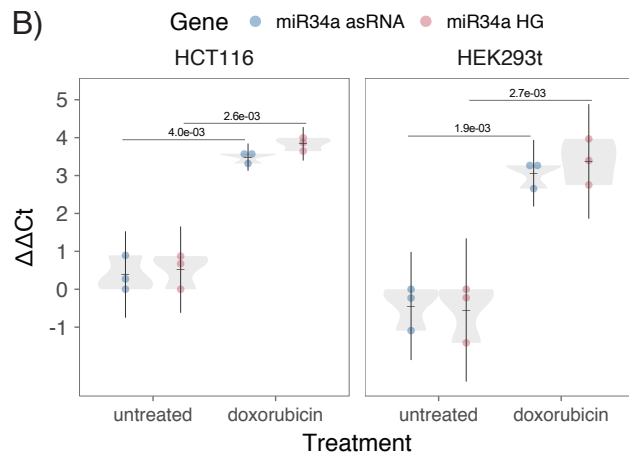 B)
Gene miR34a asRNA miR34a HG
HCT116 HEK293t
5
4
3
2
1
0
-1
ΔΔCt
4.0e-03
2.6e-03
1.9e-03
2.7e-03
untreated doxorubicin untreated doxorubicin
Treatment